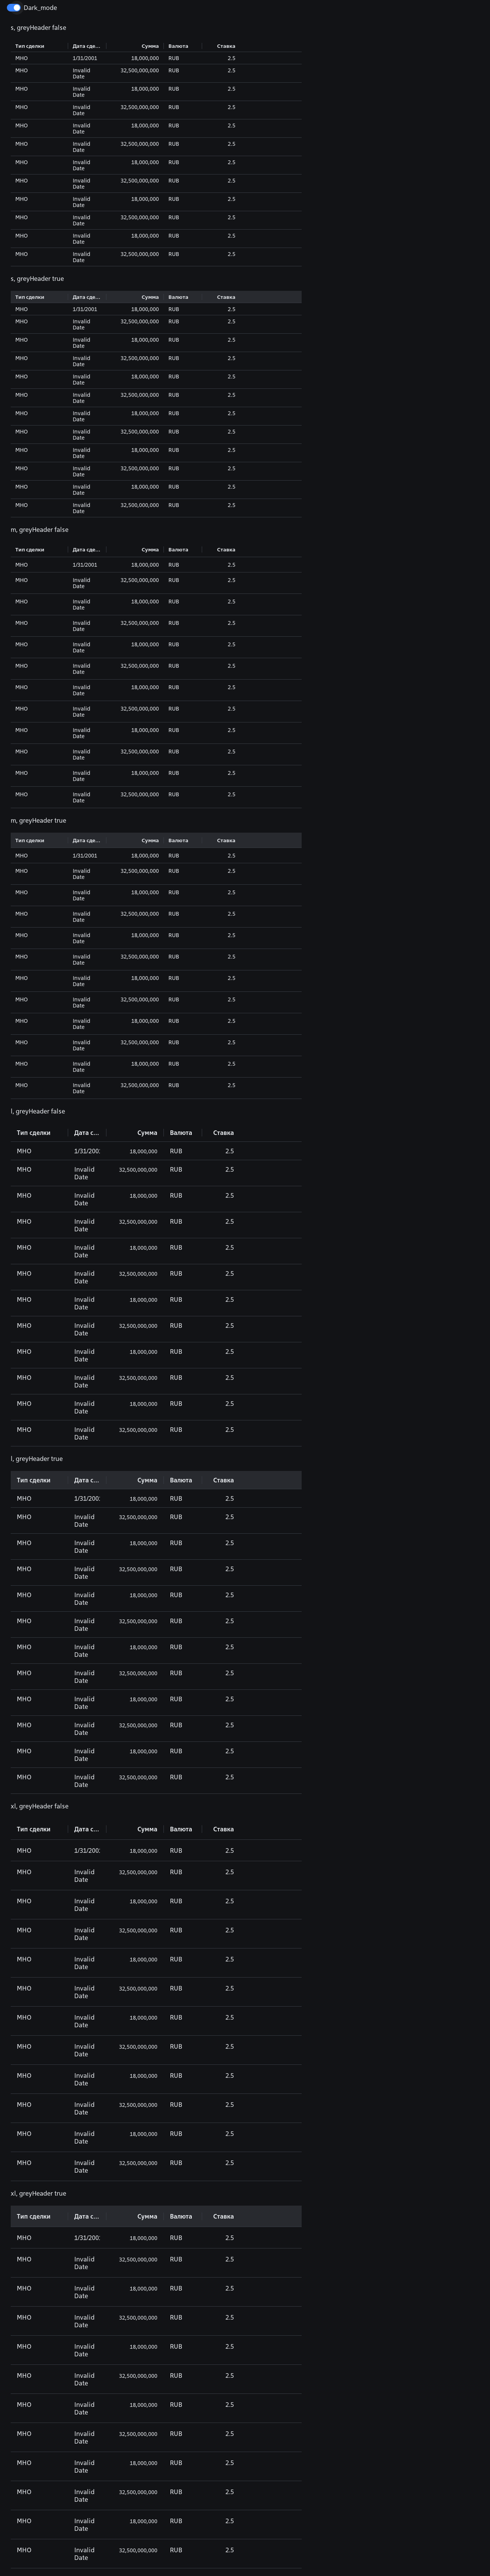 Dark_mode
s, greyHeader false
Тип сделки Дата сде... Сумма Валюта Ставка
МНО 1/31/2001 18,000,000 RUB 2.5
МНО Invalid 32,500,000,000 RUB 2.5
Date
МНО Invalid 18,000,000 RUB 2.5
Date
МНО Invalid 32,500,000,000 RUB 2.5
Date
МНО Invalid 18,000,000 RUB 2.5
Date
МНО Invalid 32,500,000,000 RUB 2.5
Date
МНО Invalid 18,000,000 RUB 2.5
Date
МНО Invalid 32,500,000,000 RUB 2.5
Date
МНО Invalid 18,000,000 RUB 2.5
Date
МНО Invalid 32,500,000,000 RUB 2.5
Date
МНО Invalid 18,000,000 RUB 2.5
Date
МНО Invalid 32,500,000,000 RUB 2.5
Date
s, greyHeader true
Тип сделки Дата сде... Сумма Валюта Ставка
МНО 1/31/2001 18,000,000 RUB 2.5
МНО Invalid 32,500,000,000 RUB 2.5
Date
МНО Invalid 18,000,000 RUB 2.5
Date
МНО Invalid 32,500,000,000 RUB 2.5
Date
МНО Invalid 18,000,000 RUB 2.5
Date
МНО Invalid 32,500,000,000 RUB 2.5
Date
МНО Invalid 18,000,000 RUB 2.5
Date
МНО Invalid 32,500,000,000 RUB 2.5
Date
МНО Invalid 18,000,000 RUB 2.5
Date
МНО Invalid 32,500,000,000 RUB 2.5
Date
МНО Invalid 18,000,000 RUB 2.5
Date
МНО Invalid 32,500,000,000 RUB 2.5
Date
m, greyHeader false
Тип сделки Дата сде... Сумма Валюта Ставка
МНО 1/31/2001 18,000,000 RUB 2.5
МНО Invalid 32,500,000,000 RUB 2.5
Date
МНО Invalid 18,000,000 RUB 2.5
Date
МНО Invalid 32,500,000,000 RUB 2.5
Date
МНО Invalid 18,000,000 RUB 2.5
Date
МНО Invalid 32,500,000,000 RUB 2.5
Date
МНО Invalid 18,000,000 RUB 2.5
Date
МНО Invalid 32,500,000,000 RUB 2.5
Date
МНО Invalid 18,000,000 RUB 2.5
Date
МНО Invalid 32,500,000,000 RUB 2.5
Date
МНО Invalid 18,000,000 RUB 2.5
Date
МНО Invalid 32,500,000,000 RUB 2.5
Date
m, greyHeader true
Тип сделки Дата сде... Сумма Валюта Ставка
МНО 1/31/2001 18,000,000 RUB 2.5
МНО Invalid 32,500,000,000 RUB 2.5
Date
МНО Invalid 18,000,000 RUB 2.5
Date
МНО Invalid 32,500,000,000 RUB 2.5
Date
МНО Invalid 18,000,000 RUB 2.5
Date
МНО Invalid 32,500,000,000 RUB 2.5
Date
МНО Invalid 18,000,000 RUB 2.5
Date
МНО Invalid 32,500,000,000 RUB 2.5
Date
МНО Invalid 18,000,000 RUB 2.5
Date
МНО Invalid 32,500,000,000 RUB 2.5
Date
МНО Invalid 18,000,000 RUB 2.5
Date
МНО Invalid 32,500,000,000 RUB 2.5
Date
l, greyHeader false
Тип сделки Дата с... Сумма Валюта Ставка
МНО 1/31/200 18,000,000 RUB 2.5
МНО Invalid 32,500,000,000 RUB 2.5
Date
МНО Invalid 18,000,000 RUB 2.5
Date
МНО Invalid 32,500,000,000 RUB 2.5
Date
МНО Invalid 18,000,000 RUB 2.5
Date
МНО Invalid 32,500,000,000 RUB 2.5
Date
МНО Invalid 18,000,000 RUB 2.5
Date
МНО Invalid 32,500,000,000 RUB 2.5
Date
МНО Invalid 18,000,000 RUB 2.5
Date
МНО Invalid 32,500,000,000 RUB 2.5
Date
МНО Invalid 18,000,000 RUB 2.5
Date
МНО Invalid 32,500,000,000 RUB 2.5
Date
l, greyHeader true
Тип сделки Дата с... Сумма Валюта Ставка
МНО 1/31/200 18,000,000 RUB 2.5
МНО Invalid 32,500,000,000 RUB 2.5
Date
МНО Invalid 18,000,000 RUB 2.5
Date
МНО Invalid 32,500,000,000 RUB 2.5
Date
МНО Invalid 18,000,000 RUB 2.5
Date
МНО Invalid 32,500,000,000 RUB 2.5
Date
МНО Invalid 18,000,000 RUB 2.5
Date
МНО Invalid 32,500,000,000 RUB 2.5
Date
МНО Invalid 18,000,000 RUB 2.5
Date
МНО Invalid 32,500,000,000 RUB 2.5
Date
МНО Invalid 18,000,000 RUB 2.5
Date
МНО Invalid 32,500,000,000 RUB 2.5
Date
xl, greyHeader false
Тип сделки Дата с... Сумма Валюта Ставка
МНО 1/31/200 18,000,000 RUB 2.5
МНО Invalid 32,500,000,000 RUB 2.5
Date
МНО Invalid 18,000,000 RUB 2.5
Date
МНО Invalid 32,500,000,000 RUB 2.5
Date
МНО Invalid 18,000,000 RUB 2.5
Date
МНО Invalid 32,500,000,000 RUB 2.5
Date
МНО Invalid 18,000,000 RUB 2.5
Date
МНО Invalid 32,500,000,000 RUB 2.5
Date
МНО Invalid 18,000,000 RUB 2.5
Date
МНО Invalid 32,500,000,000 RUB 2.5
Date
МНО Invalid 18,000,000 RUB 2.5
Date
МНО Invalid 32,500,000,000 RUB 2.5
Date
xl, greyHeader true
Тип сделки Дата с... Сумма Валюта Ставка
МНО 1/31/200 18,000,000 RUB 2.5
МНО Invalid 32,500,000,000 RUB 2.5
Date
МНО Invalid 18,000,000 RUB 2.5
Date
МНО Invalid 32,500,000,000 RUB 2.5
Date
МНО Invalid 18,000,000 RUB 2.5
Date
МНО Invalid 32,500,000,000 RUB 2.5
Date
МНО Invalid 18,000,000 RUB 2.5
Date
МНО Invalid 32,500,000,000 RUB 2.5
Date
МНО Invalid 18,000,000 RUB 2.5
Date
МНО Invalid 32,500,000,000 RUB 2.5
Date
МНО Invalid 18,000,000 RUB 2.5
Date
МНО Invalid 32,500,000,000 RUB 2.5
Date